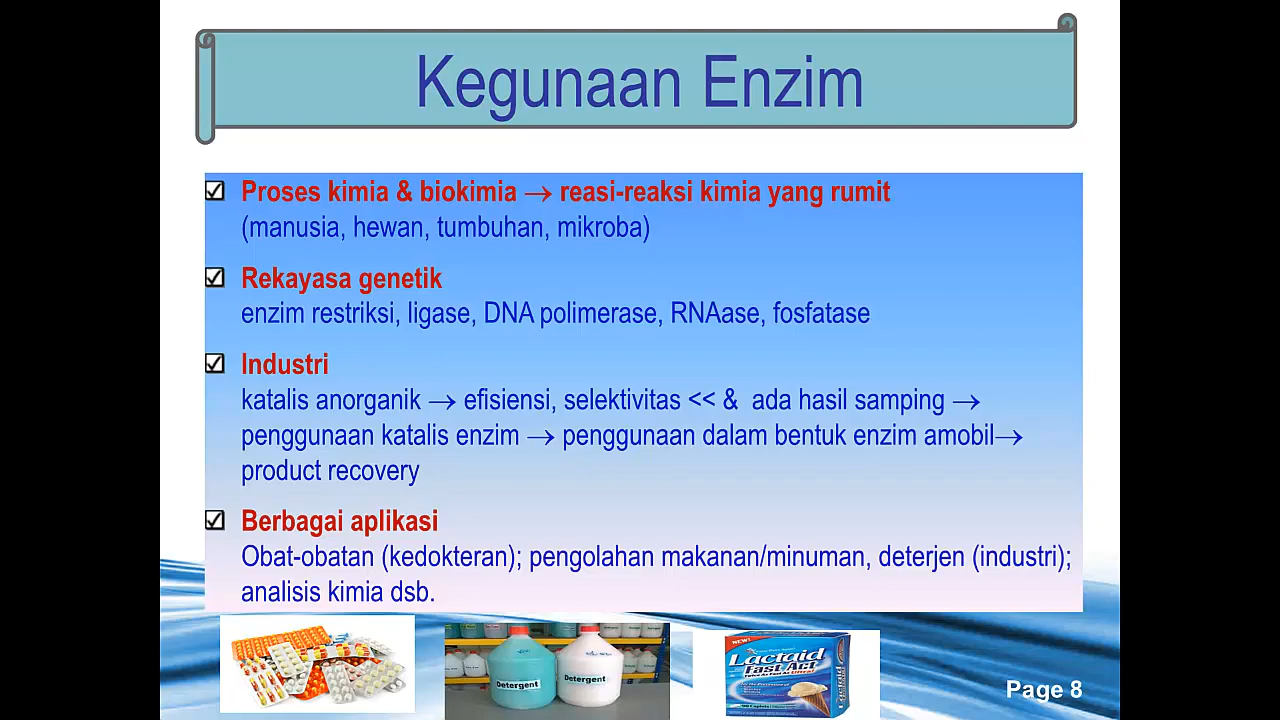 Kegunaan Enzim
Proses kimia & biokimia → reasi-reaksi kimia yang rumit
(manusia, hewan, tumbuhan, mikroba)
Rekayasa genetik
enzim restriksi, ligase, DNA polimerase, RNAase, fosfatase
Industri
katalis anorganik → efisiensi, selektivitas << & ada hasil samping →
penggunaan katalis enzim → penggunaan dalam bentuk enzim amobil→
product recovery
Berbagai aplikasi
Obat-obatan (kedokteran); pengolahan makanan/minuman, deterjen (industri);
analisis kimia dsb.
Detergent
Detergent
NEW!
Lactaid
Fast Act
Lactaid
Page 8